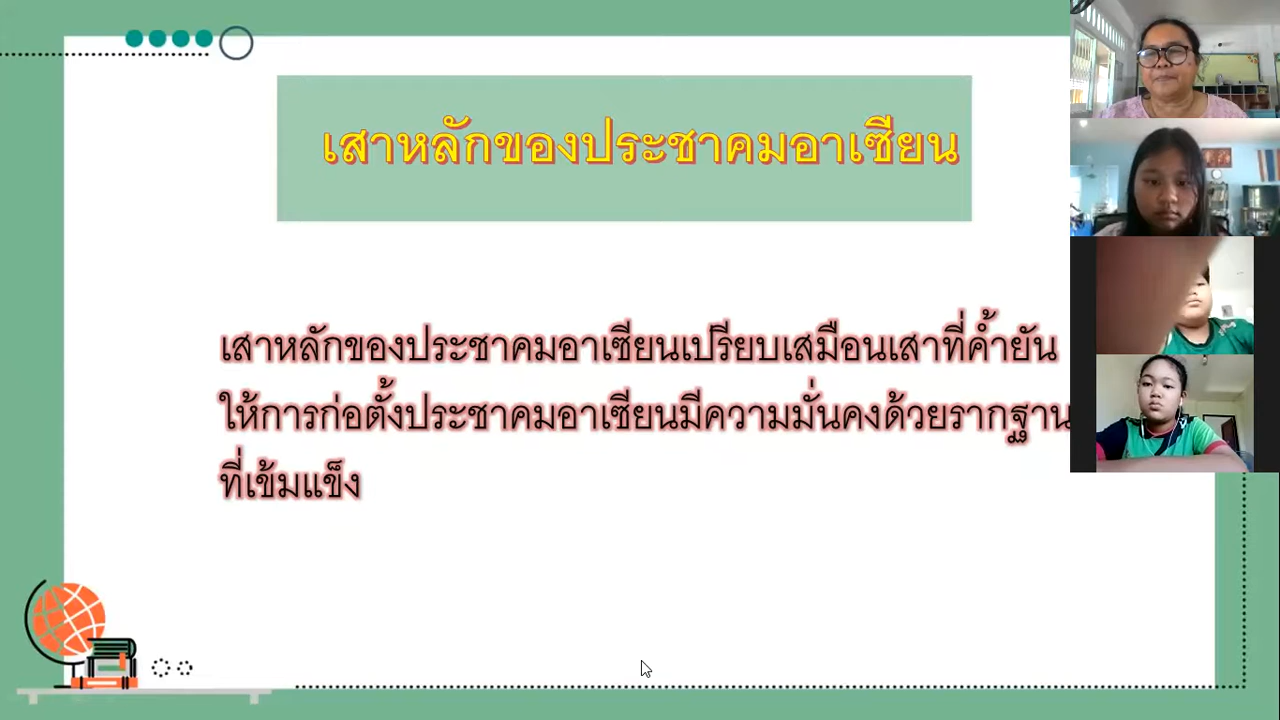 เสาหลักของประชาคมอาเซียน
เสาหลักของประชาคมอาเซียนเปรียบเสมือนเสาที่ค้ำยัน
ให้การก่อตั้งประชาคมอาเซียนมีความมั่นคงด้วยรากฐาน
ที่เข้มแข็ง